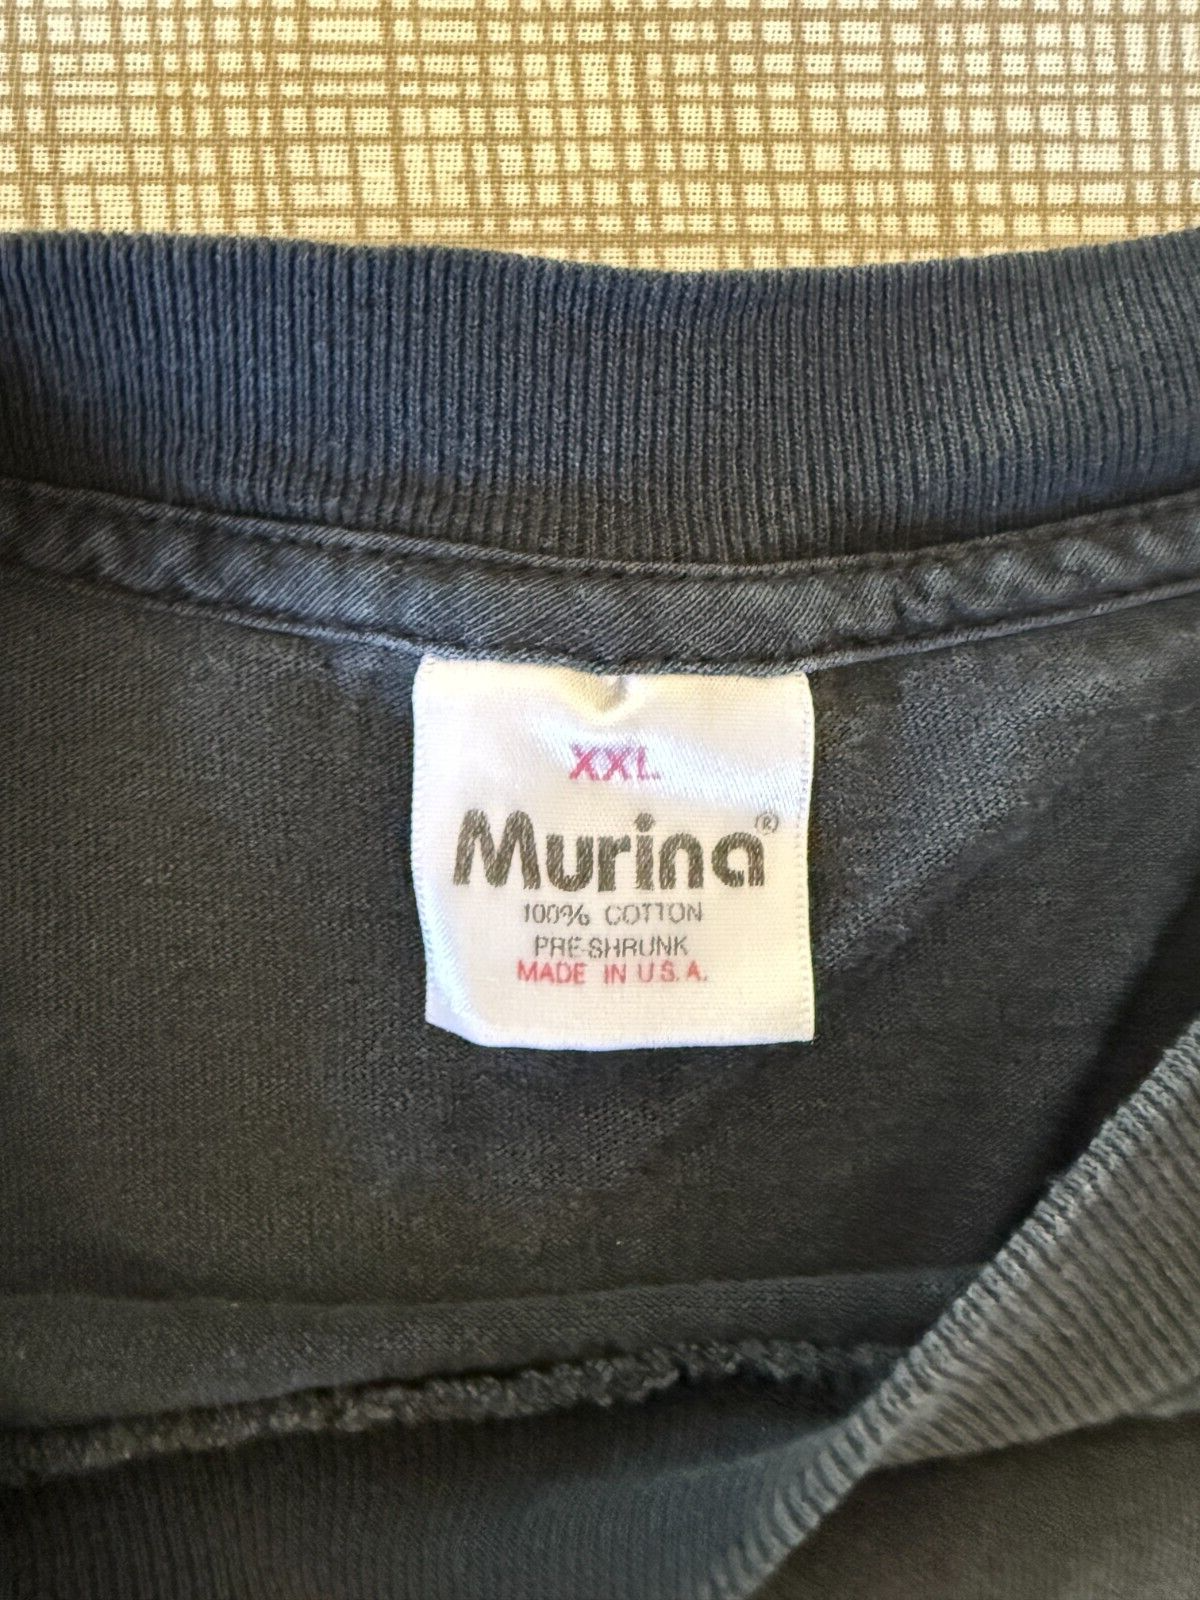 XXL
Murina®
100% COTTON
PRE-SHRUNK
MADE IN U.S.A.